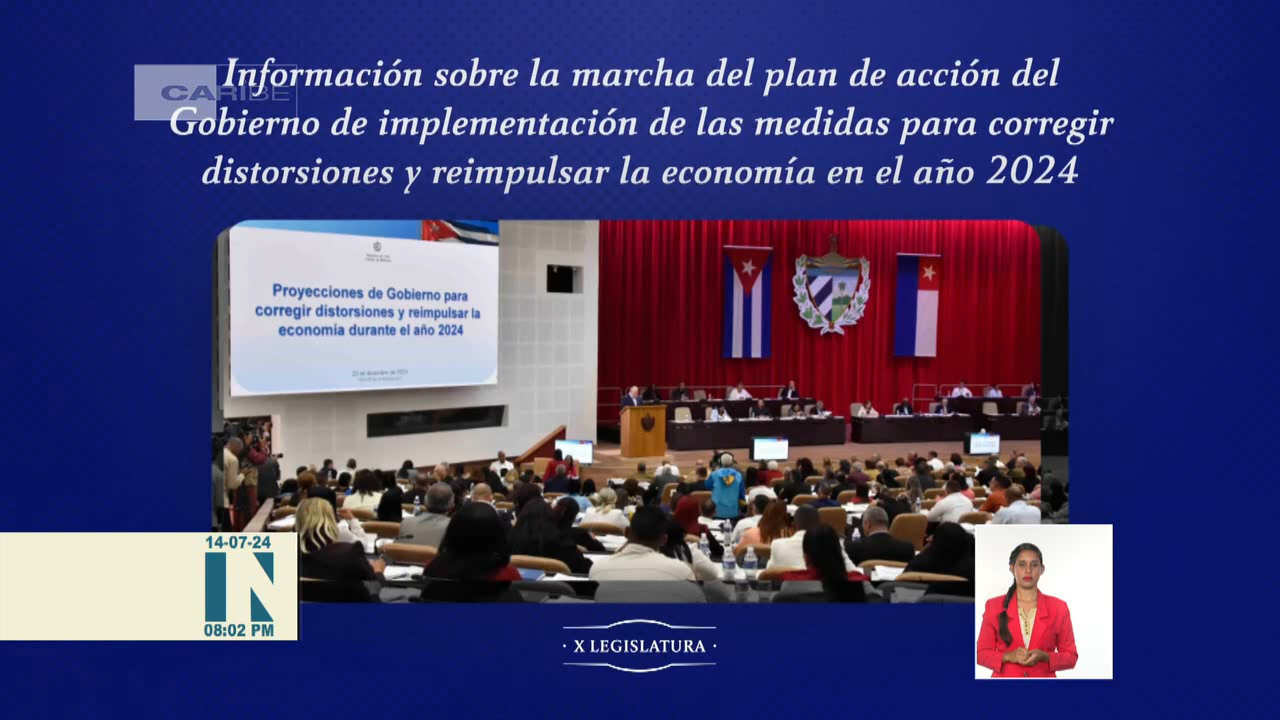 Información sobre la marcha del plan de acción del
CARIBE
Gobierno de implementación de las medidas para corregir
distorsiones y reimpulsar la economía en el año 2024
Proyecciones de Gobierno para
corregir distorsiones y reimpulsar la
economía durante el año 2024
14-07-24
N
08:02 PM
· X LEGISLATURA ·